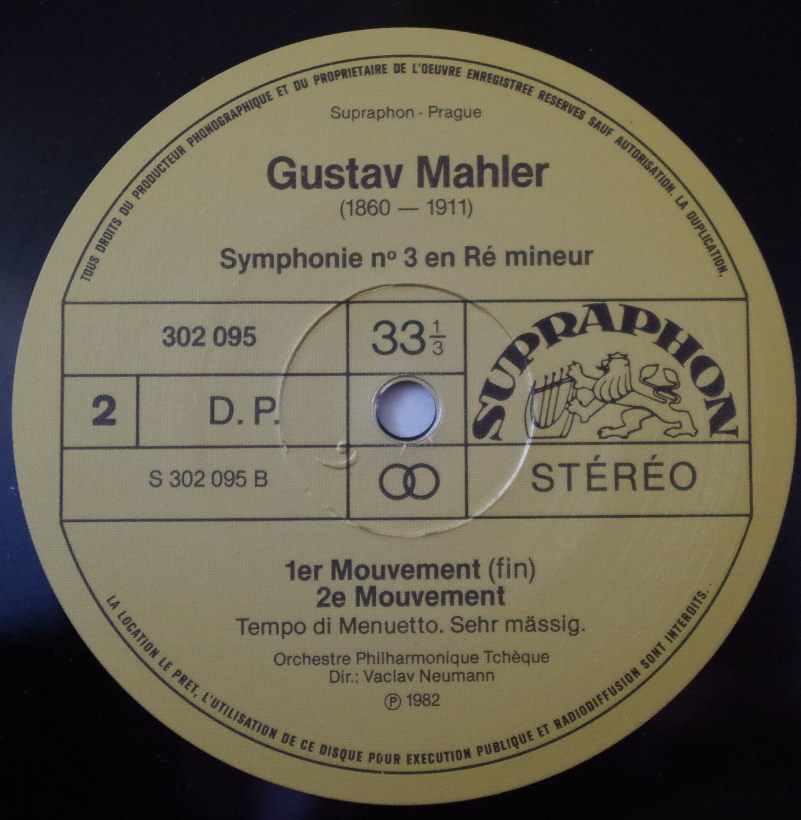 TOUS DROITS DU PRODUCTEUR PHONOGRAPHIQUE ET DU PROPRIETAIRE DE L'OEUVRE ENREGISTREE RESERVES SAUF AUTORISATION, LA DUPLICATION,
Supraphon - Prague
Gustav Mahler
(1860 — 1911)
Symphonie nº 3 en Ré mineur
302 095
33 1/3
SUPRAPHON
2
D. P.
S 302 095 B
STÉRÉO
1er Mouvement (fin)
2e Mouvement
Tempo di Menuetto. Sehr mässig.
Orchestre Philharmonique Tchèque
Dir.: Vaclav Neumann
℗ 1982
LA LOCATION LE PRET, L'UTILISATION DE CE DISQUE POUR EXECUTION PUBLIQUE ET RADIODIFFUSION SONT INTERDITS.